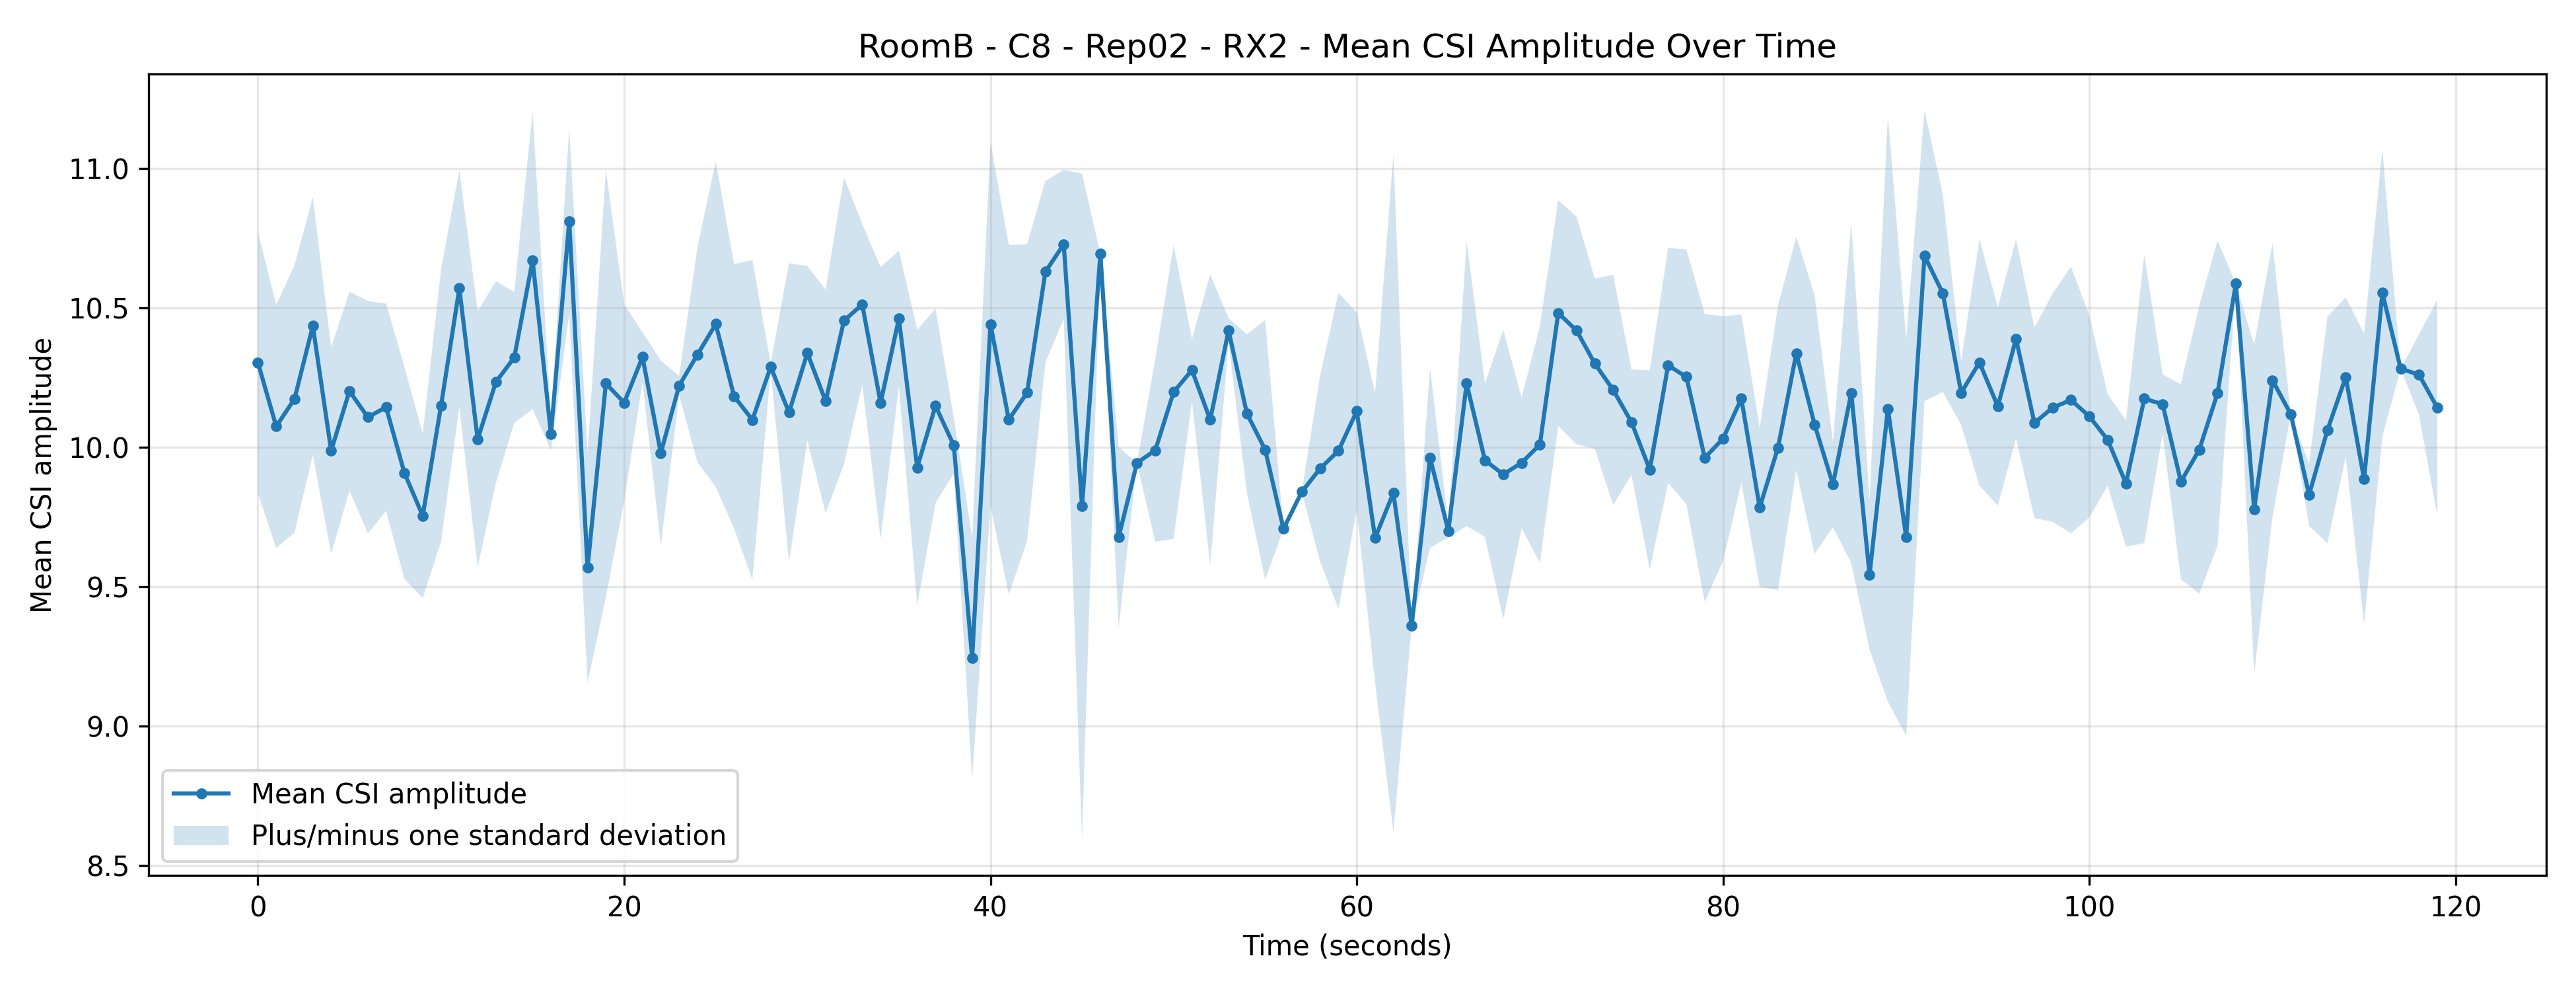 RoomB - C8 - Rep02 - RX2 - Mean CSI Amplitude Over Time
Mean CSI amplitude
11.0
10.5
10.0
9.5
9.0
8.5
Mean CSI amplitude
Plus/minus one standard deviation
0 20 40 60 80 100 120
Time (seconds)